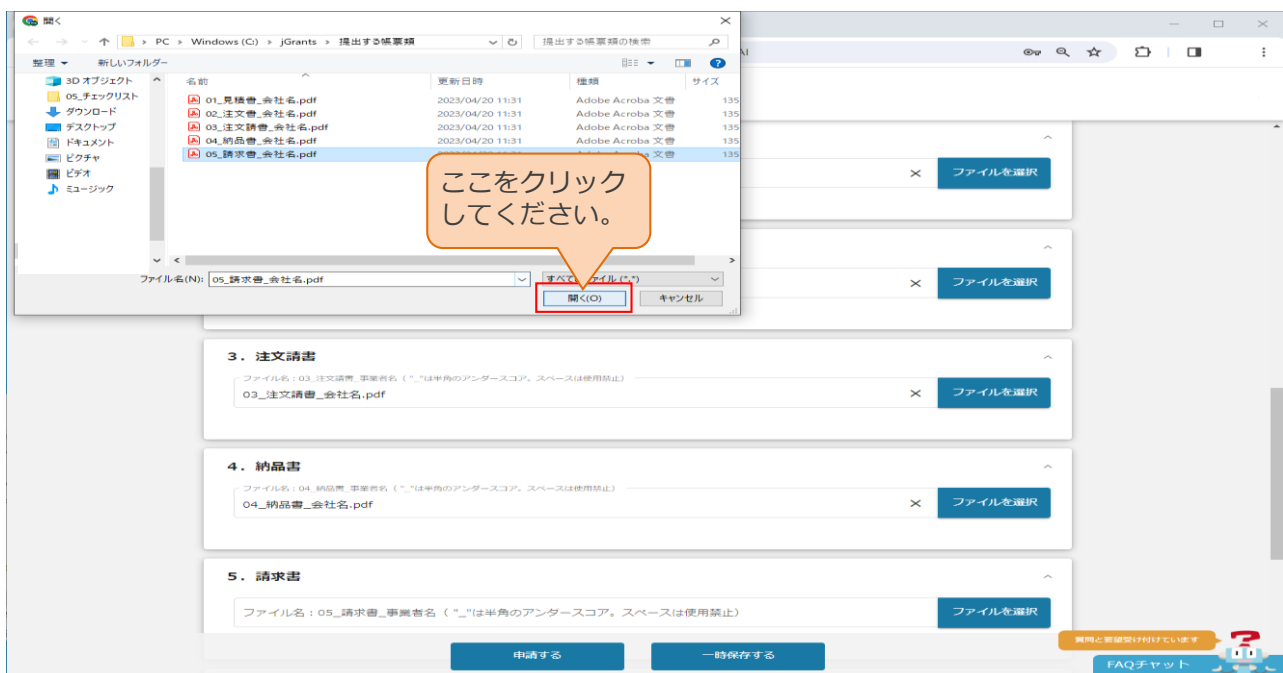 開く
PC > Windows (C:) > jGrants > 提出する帳票類
提出する帳票類の検索
整理 新しいフォルダー
名前 更新日時 種類 サイズ
3D オブジェクト
05_チェックリスト
ダウンロード
デスクトップ
ドキュメント
ピクチャ
ビデオ
ミュージック
01_見積書_会社名.pdf 2023/04/20 11:31 Adobe Acroba 文書 135
02_注文書_会社名.pdf 2023/04/20 11:31 Adobe Acroba 文書 135
03_注文請書_会社名.pdf 2023/04/20 11:31 Adobe Acroba 文書 135
04_納品書_会社名.pdf 2023/04/20 11:31 Adobe Acroba 文書 135
05_請求書_会社名.pdf 135
ここをクリック
してください。
ファイル名(N): 05_請求書_会社名.pdf
開く(O) キャンセル
ファイルを選択
ファイルを選択
3．注文請書
ファイル名：03_注文請書_事業者名（ "_"は半角のアンダースコア。スペースは使用禁止）
03_注文請書_会社名.pdf
ファイルを選択
4．納品書
ファイル名：04_納品書_事業者名（ "_"は半角のアンダースコア。スペースは使用禁止）
04_納品書_会社名.pdf
ファイルを選択
5．請求書
ファイル名：05_請求書_事業者名（ "_"は半角のアンダースコア。スペースは使用禁止）
ファイルを選択
申請する 一時保存する
質問と要望受け付けています
FAQチャット